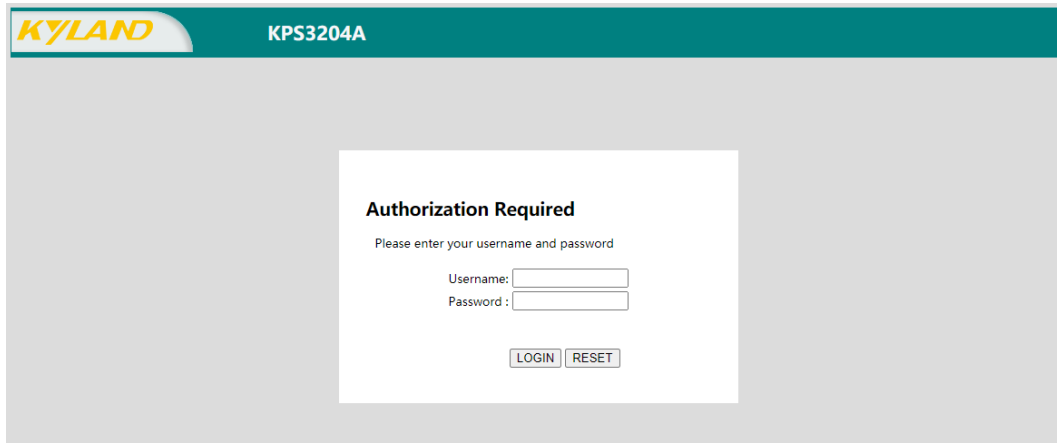 KYLAND KPS3204A
Authorization Required
Please enter your username and password
Username:
Password :
LOGIN RESET